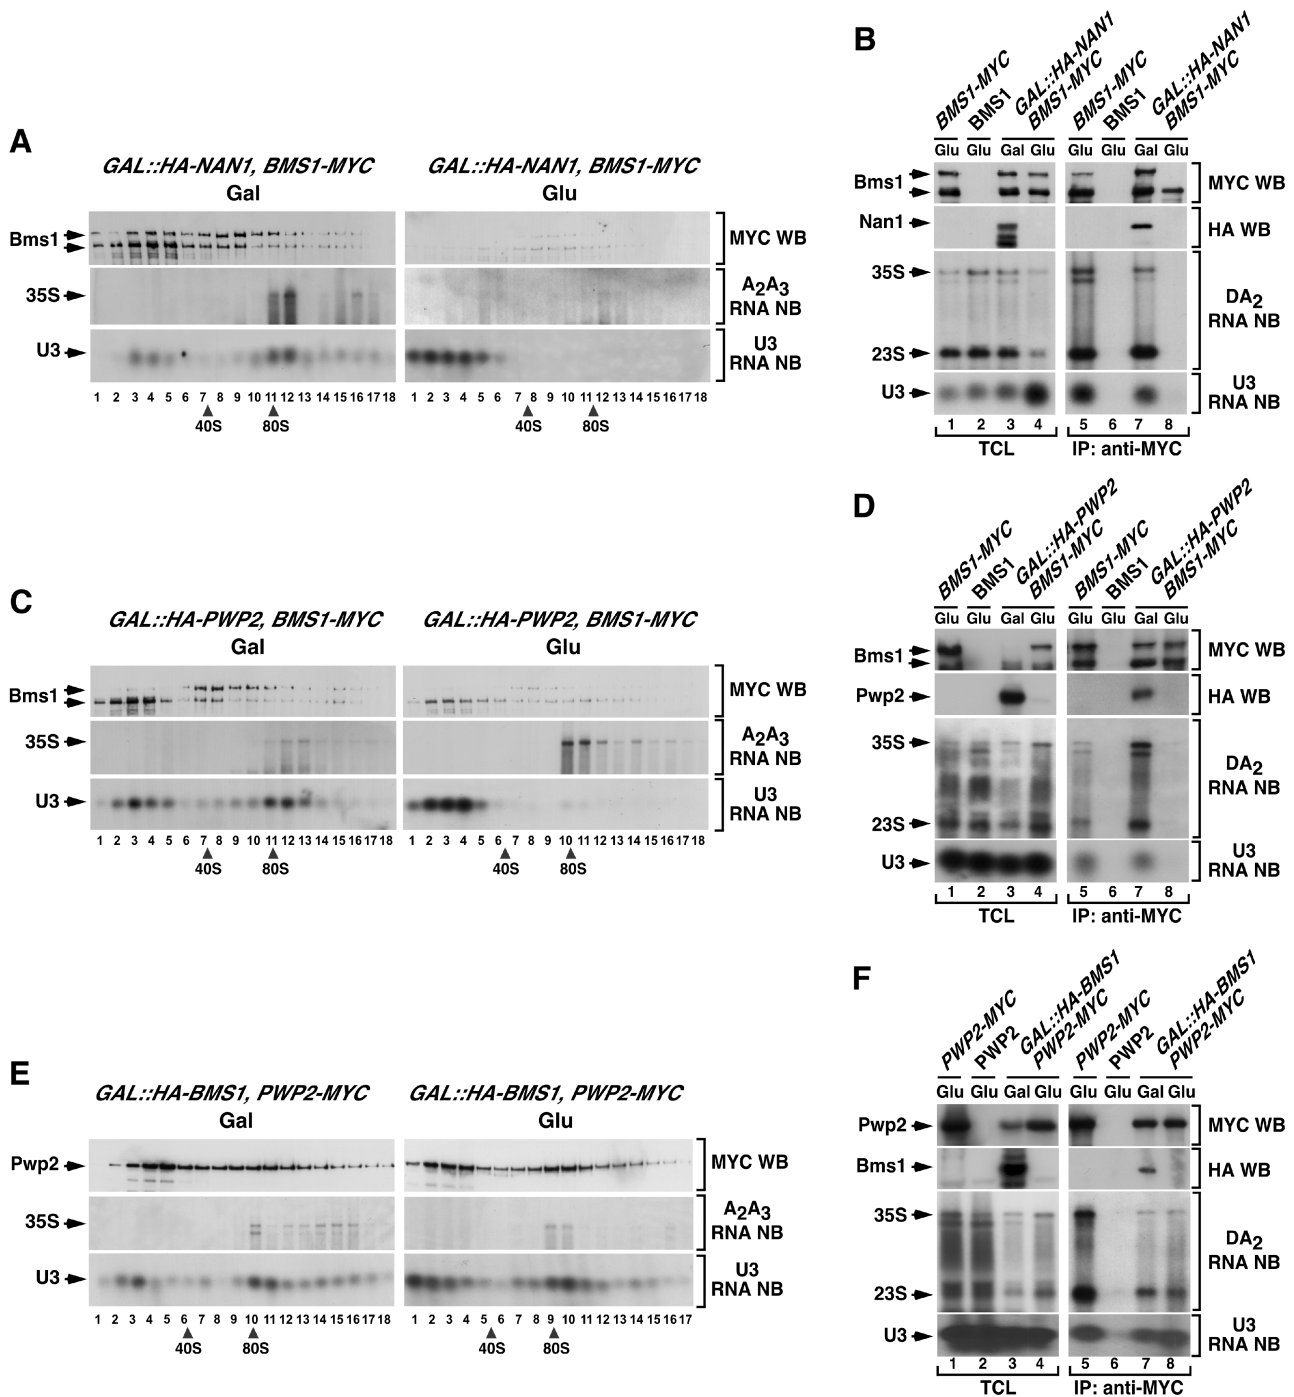 A
GAL::HA-NAN1, BMS1-MYC GAL::HA-NAN1, BMS1-MYC
Gal Glu
Bms1 MYC WB
35S A2A3 RNA NB
U3 U3 RNA NB
1 2 3 4 5 6 7 8 9 10 11 12 13 14 15 16 17 18 1 2 3 4 5 6 7 8 9 10 11 12 13 14 15 16 17 18
40S 80S 40S 80S
B
BMS1-MYC BMS1 GAL::HA-NAN1 BMS1-MYC BMS1-MYC BMS1 GAL::HA-NAN1 BMS1-MYC
Glu Glu Gal Glu Glu Glu Gal Glu
Bms1 MYC WB
Nan1 HA WB
35S
DA2 RNA NB
23S
U3 U3 RNA NB
1 2 3 4 5 6 7 8
TCL IP: anti-MYC
C
GAL::HA-PWP2, BMS1-MYC GAL::HA-PWP2, BMS1-MYC
Gal Glu
Bms1 MYC WB
35S A2A3 RNA NB
U3 U3 RNA NB
1 2 3 4 5 6 7 8 9 10 11 12 13 14 15 16 17 18 1 2 3 4 5 6 7 8 9 10 11 12 13 14 15 16 17 18
40S 80S 40S 80S
D
BMS1-MYC BMS1 GAL::HA-PWP2 BMS1-MYC BMS1-MYC BMS1 GAL::HA-PWP2 BMS1-MYC
Glu Glu Gal Glu Glu Glu Gal Glu
Bms1 MYC WB
Pwp2 HA WB
35S
DA2 RNA NB
23S
U3 U3 RNA NB
1 2 3 4 5 6 7 8
TCL IP: anti-MYC
E
GAL::HA-BMS1, PWP2-MYC GAL::HA-BMS1, PWP2-MYC
Gal Glu
Pwp2 MYC WB
35S A2A3 RNA NB
U3 U3 RNA NB
1 2 3 4 5 6 7 8 9 10 11 12 13 14 15 16 17 18 1 2 3 4 5 6 7 8 9 10 11 12 13 14 15 16 17
40S 80S 40S 80S
F
PWP2-MYC PWP2 GAL::HA-BMS1 PWP2-MYC PWP2-MYC PWP2 GAL::HA-BMS1 PWP2-MYC
Glu Glu Gal Glu Glu Glu Gal Glu
Pwp2 MYC WB
Bms1 HA WB
35S
DA2 RNA NB
23S
U3 U3 RNA NB
1 2 3 4 5 6 7 8
TCL IP: anti-MYC